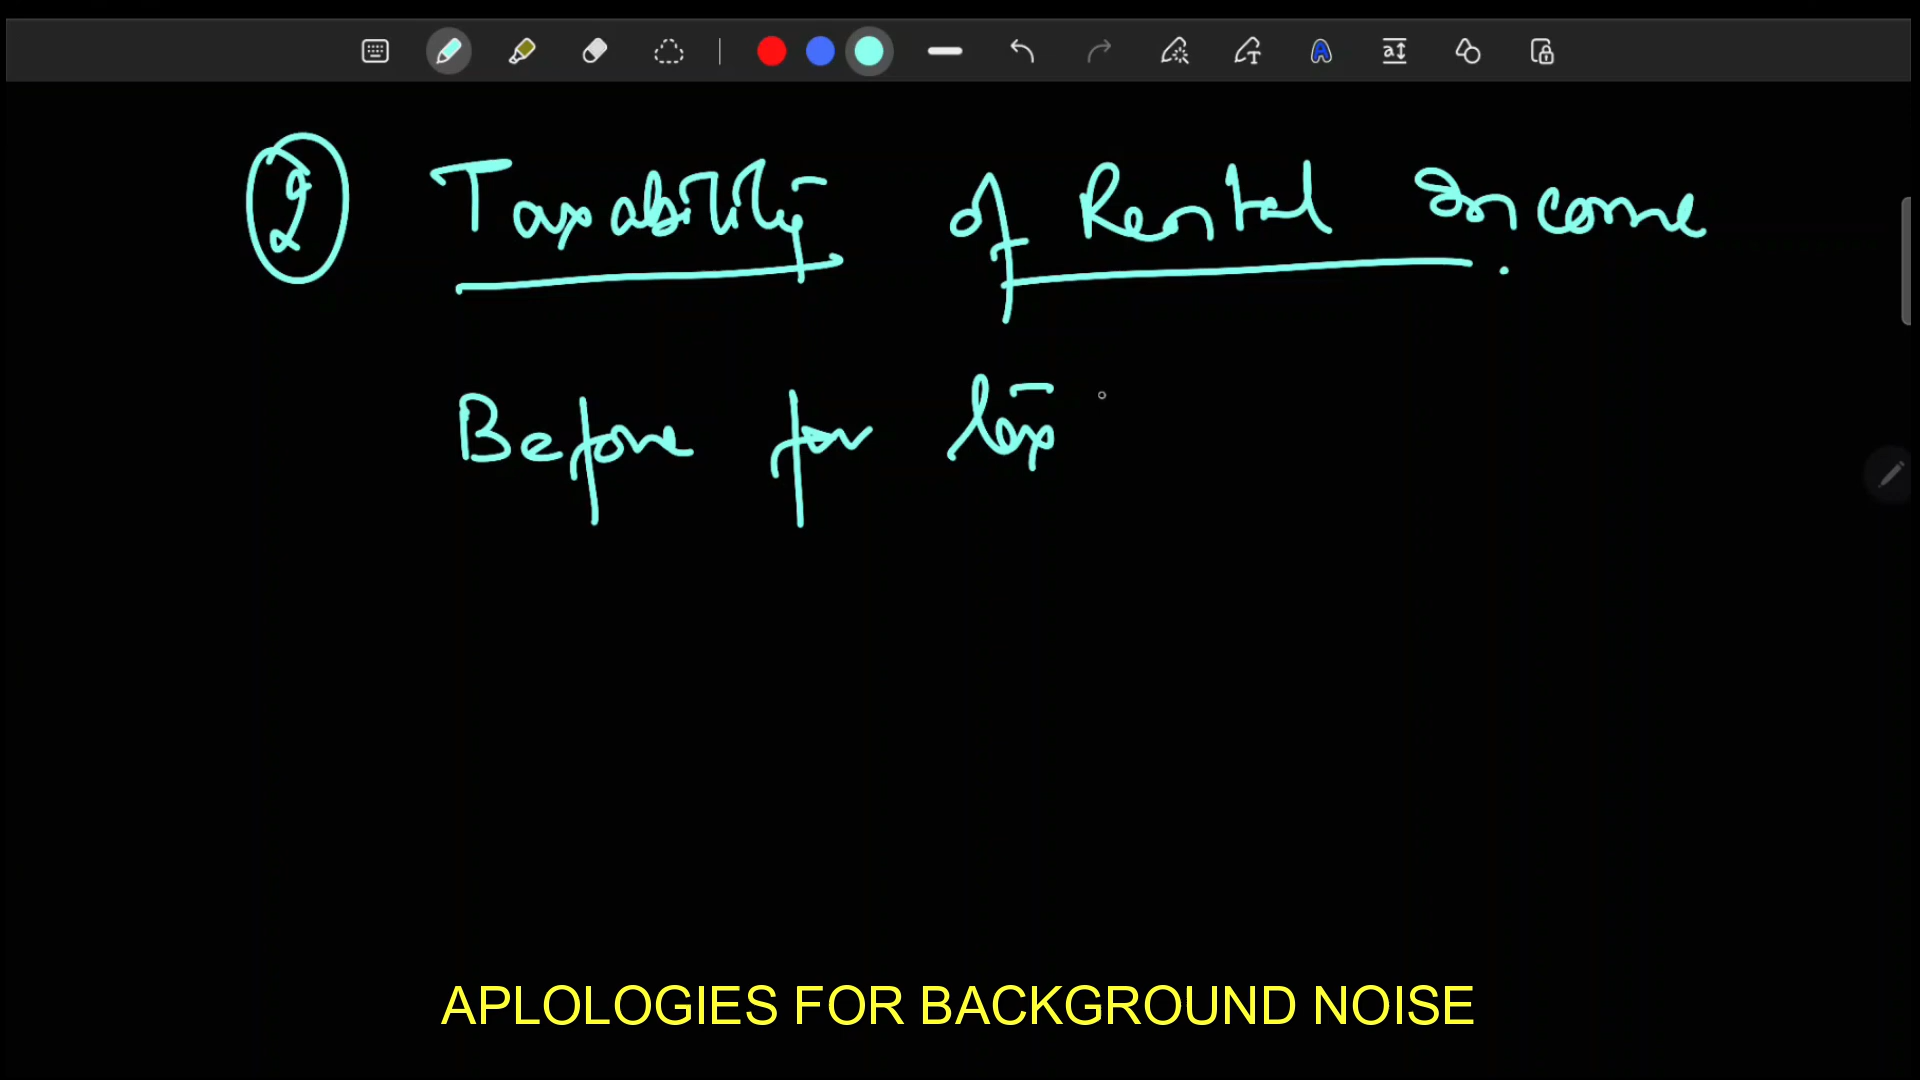 2 Taxability of Rental Income
Before for
APLOLOGIES FOR BACKGROUND NOISE